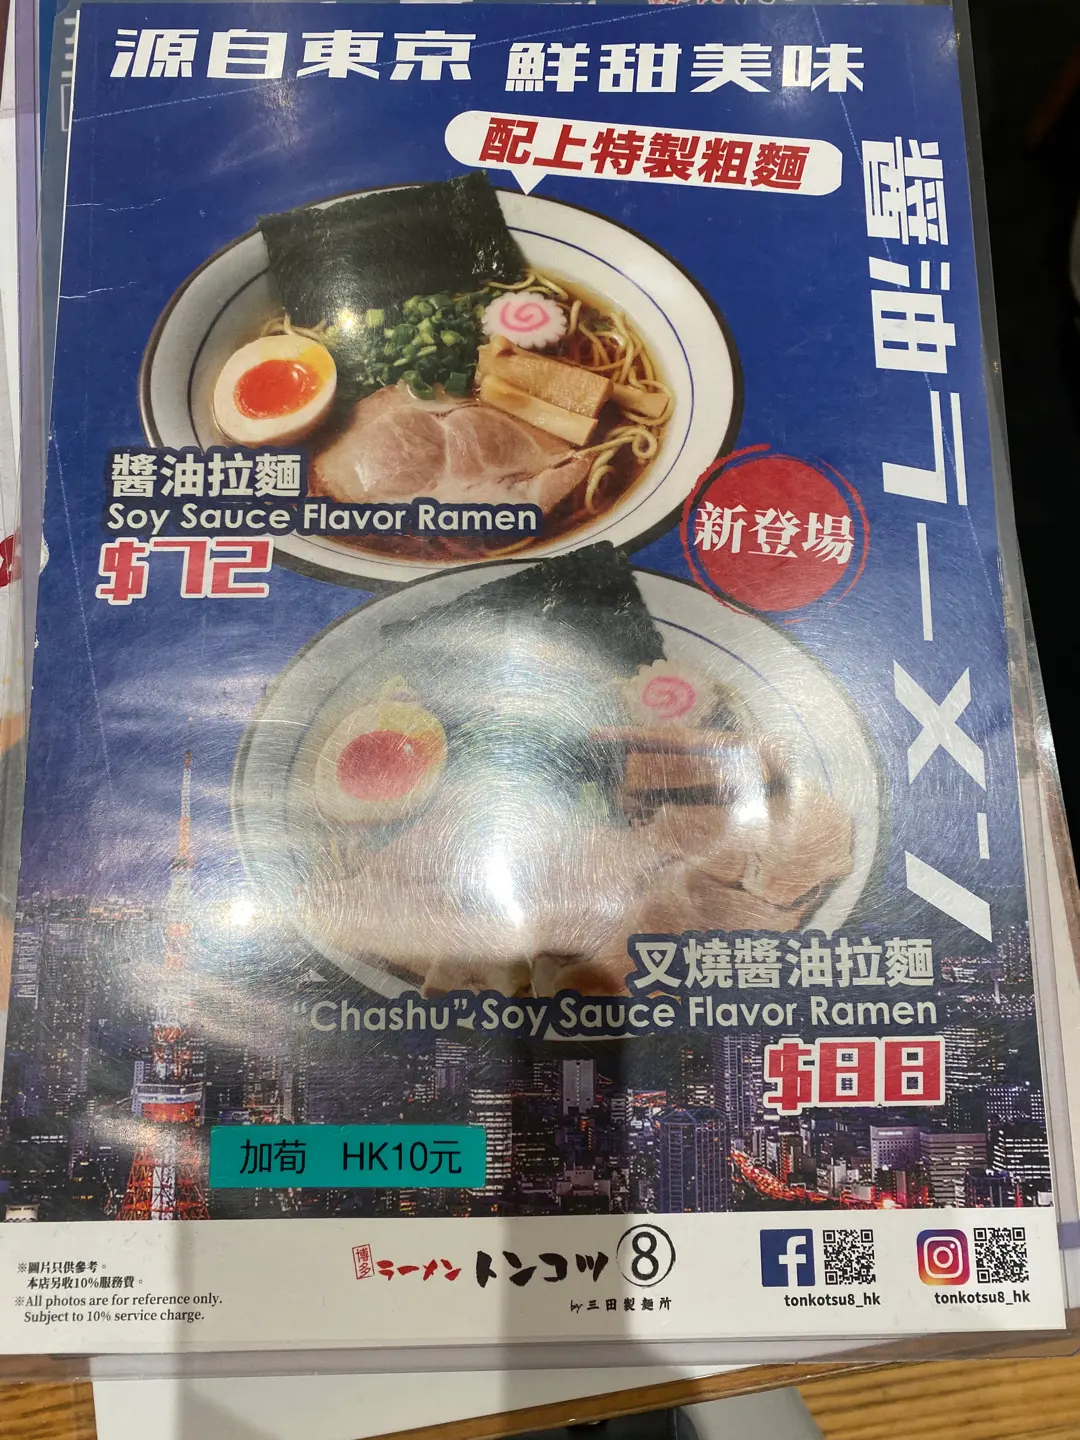 源自東京 鮮甜美味
配上特製粗麵
醬油ラーメン
醬油拉麵
Soy Sauce Flavor Ramen
$72
新登場
叉燒醬油拉麵
"Chashu" Soy Sauce Flavor Ramen
$88
加荀 HK10元
※圖片只供參考。
本店另收10%服務費。
※All photos are for reference only.
Subject to 10% service charge.
博多 ラーメン トンコツ 8
by 三田製麵所
tonkotsu8_hk
tonkotsu8_hk